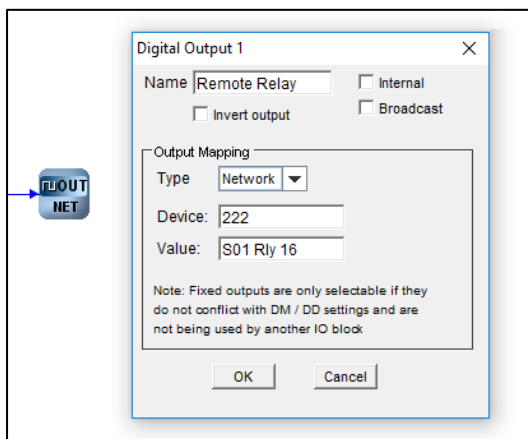 Digital Output 1
Name Remote Relay Internal
Invert output Broadcast
OUT
NET
Output Mapping
Type Network
Device: 222
Value: S01 Rly 16
Note: Fixed outputs are only selectable if they
do not conflict with DM / DD settings and are
not being used by another IO block
OK Cancel